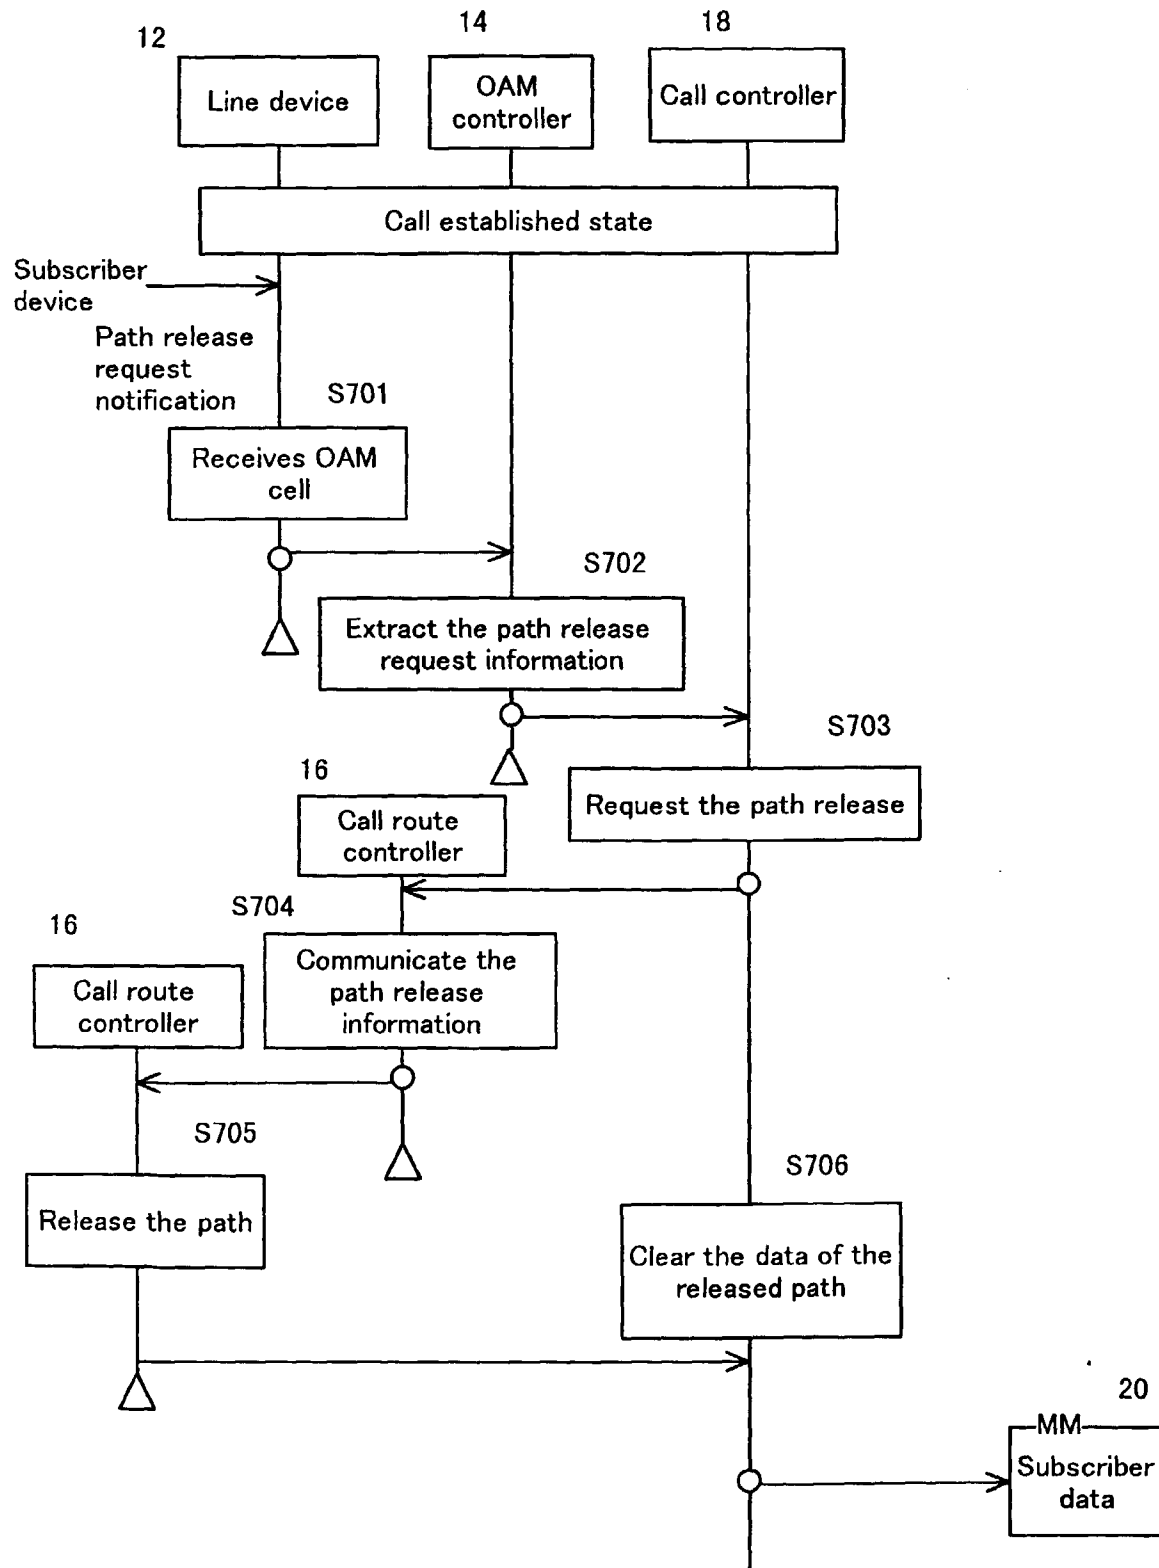 12
14
18
Line device
OAM
controller
Call controller
Call established state
Subscriber
device
Path release
request
notification
S701
Receives OAM
cell
S702
Extract the path release
request information
S703
Request the path release
16
Call route
controller
S704
Communicate the
path release
information
16
Call route
controller
S705
Release the path
S706
Clear the data of the
released path
20
MM
Subscriber
data